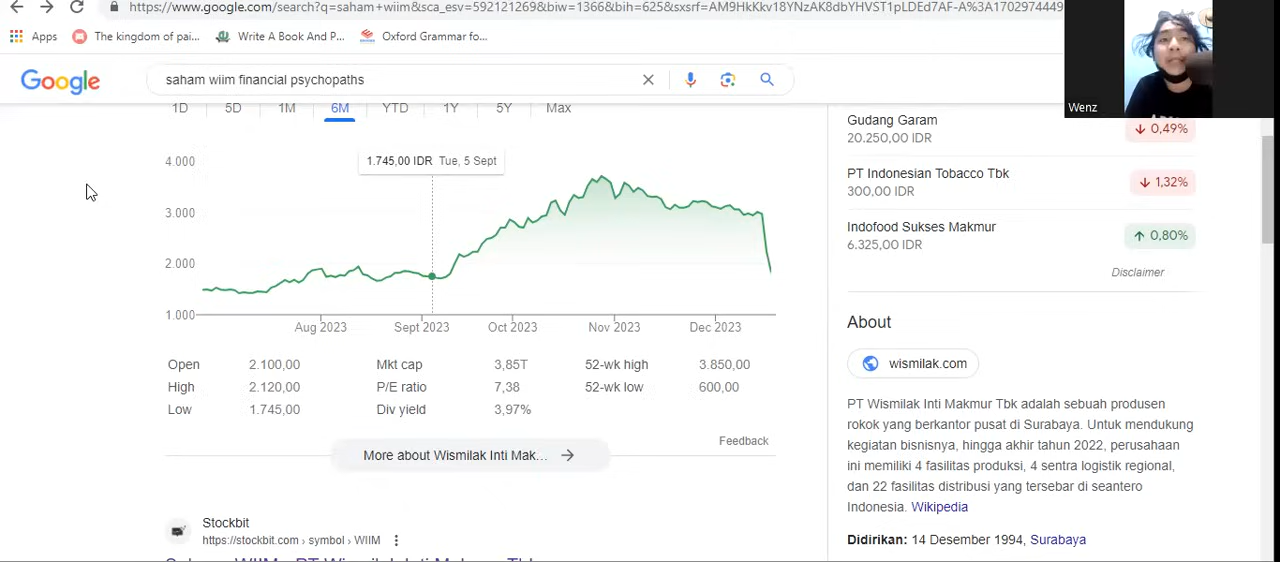 https://www.google.com/search?q=saham+wiim&sca_esv=592121269&biw=1366&bih=625&sxsrf=AM9HkKkv18YNzAK8dbYHVST1pLDEd7AF-A%3A1702974449
Apps The kingdom of pai... Write A Book And P... Oxford Grammar fo...
Wenz
Google saham wiim financial psychopaths
1D 5D 1M 6M YTD 1Y 5Y Max
1.745,00 IDR Tue, 5 Sept
4.000
3.000
2.000
1.000
Aug 2023 Sept 2023 Oct 2023 Nov 2023 Dec 2023
Open 2.100,00 Mkt cap 3,85T 52-wk high 3.850,00
High 2.120,00 P/E ratio 7,38 52-wk low 600,00
Low 1.745,00 Div yield 3,97%
Feedback
More about Wismilak Inti Mak...
Stockbit
https://stockbit.com › symbol › WIIM
Gudang Garam
20.250,00 IDR
0,49%
PT Indonesian Tobacco Tbk
300,00 IDR
1,32%
Indofood Sukses Makmur
6.325,00 IDR
0,80%
Disclaimer
About
wismilak.com
PT Wismilak Inti Makmur Tbk adalah sebuah produsen
rokok yang berkantor pusat di Surabaya. Untuk mendukung
kegiatan bisnisnya, hingga akhir tahun 2022, perusahaan
ini memiliki 4 fasilitas produksi, 4 sentra logistik regional,
dan 22 fasilitas distribusi yang tersebar di seantero
Indonesia. Wikipedia
Didirikan: 14 Desember 1994, Surabaya